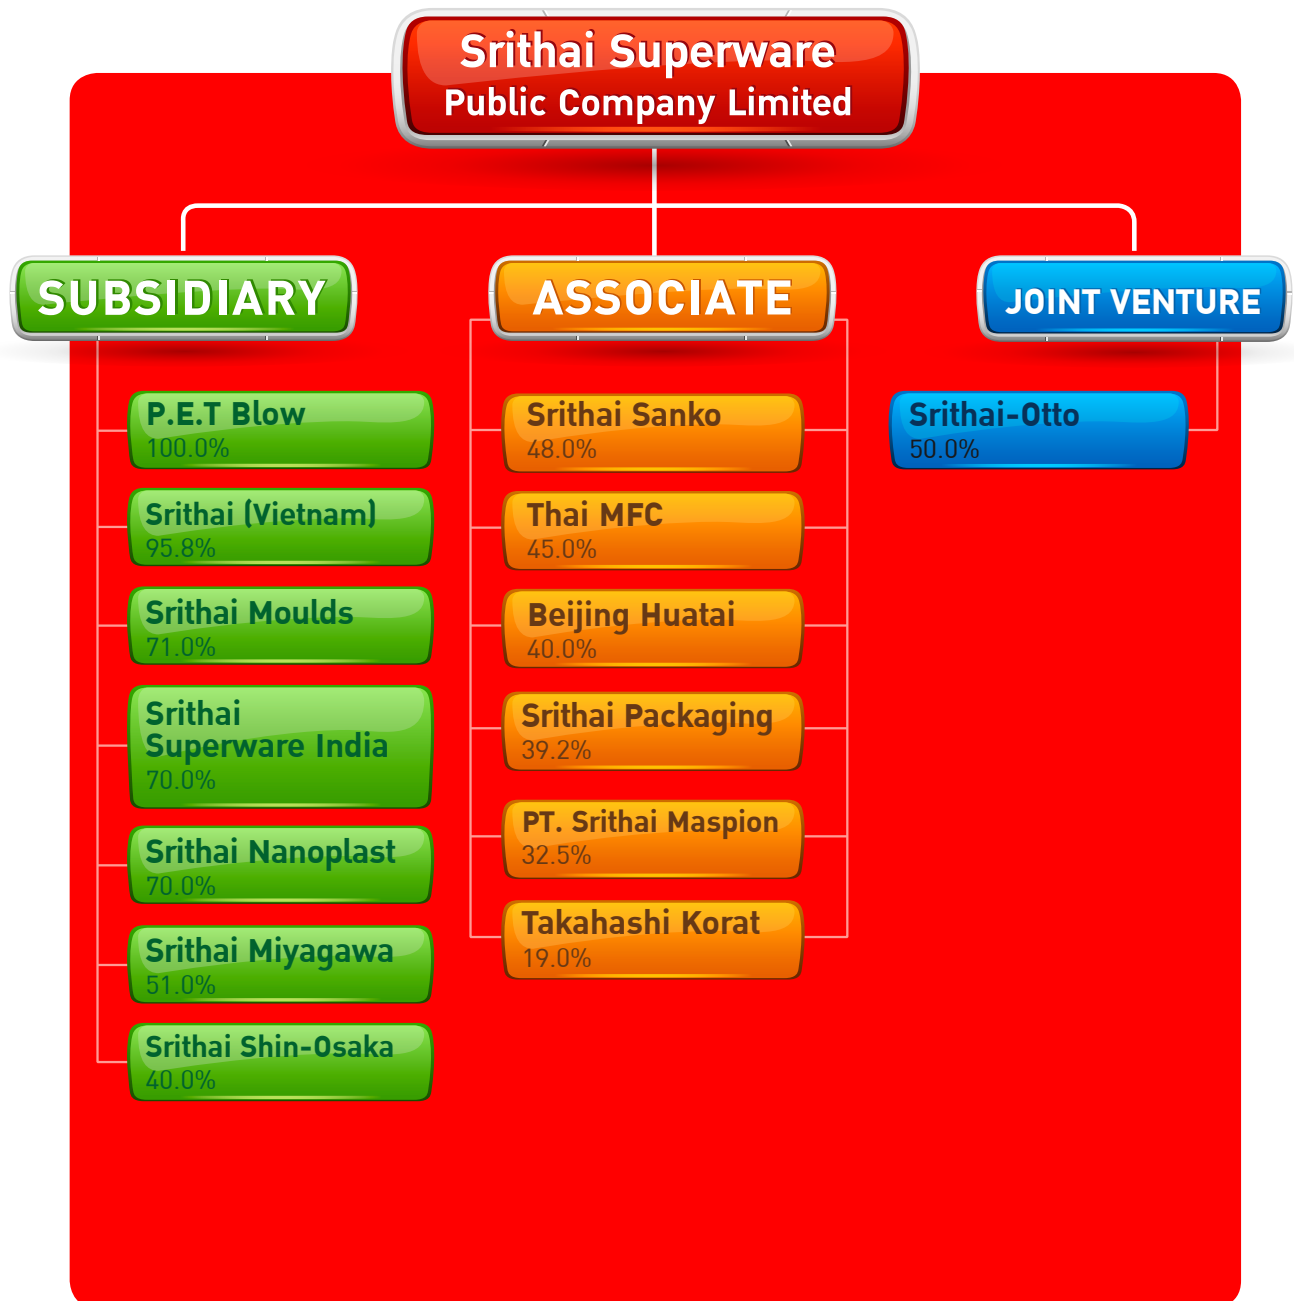 Srithai Superware
Public Company Limited
SUBSIDIARY
P.E.T Blow
100.0%
Srithai (Vietnam)
95.8%
Srithai Moulds
71.0%
Srithai
Superware India
70.0%
Srithai Nanoplast
70.0%
Srithai Miyagawa
51.0%
Srithai Shin-Osaka
40.0%
ASSOCIATE
Srithai Sanko
48.0%
Thai MFC
45.0%
Beijing Huatai
40.0%
Srithai Packaging
39.2%
PT. Srithai Maspion
32.5%
Takahashi Korat
19.0%
JOINT VENTURE
Srithai-Otto
50.0%